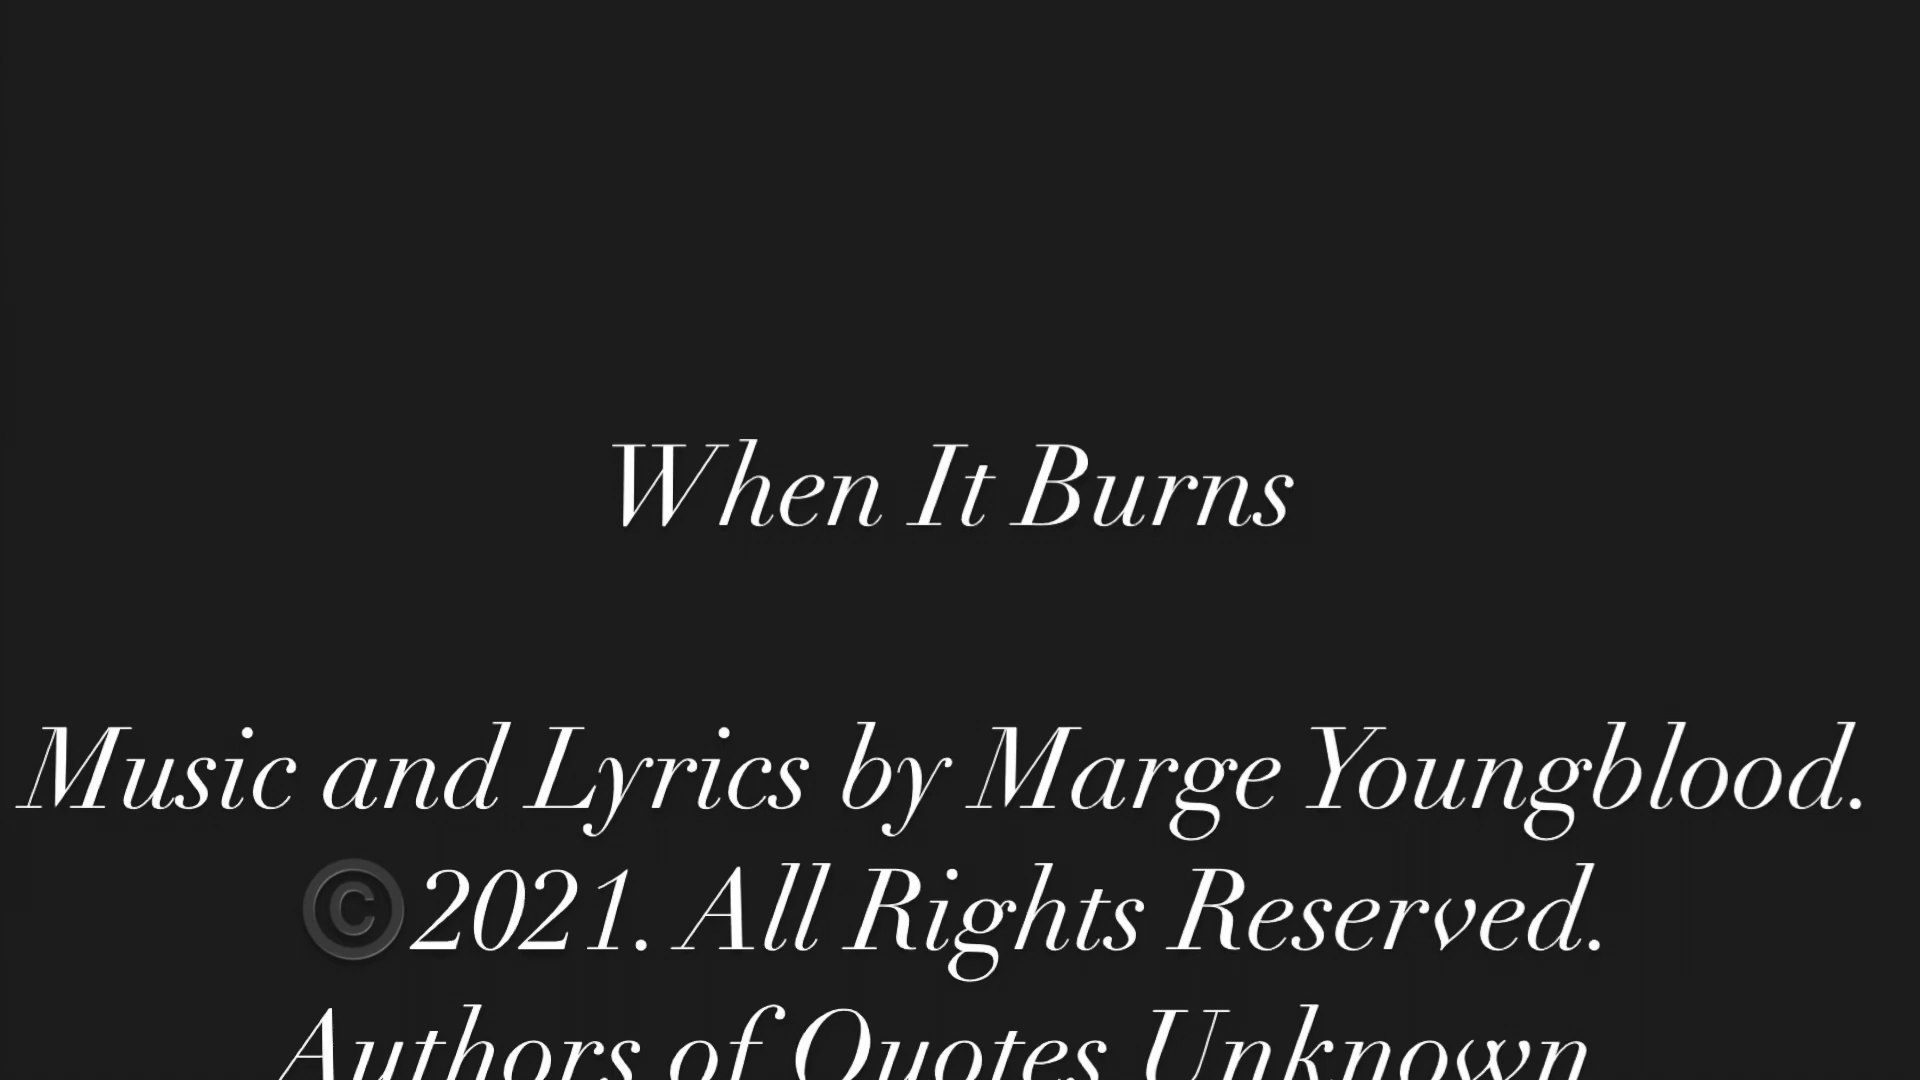 When It Burns
Music and Lyrics by Marge Youngblood.
©2021. All Rights Reserved.
Authors of Quotes Unknown